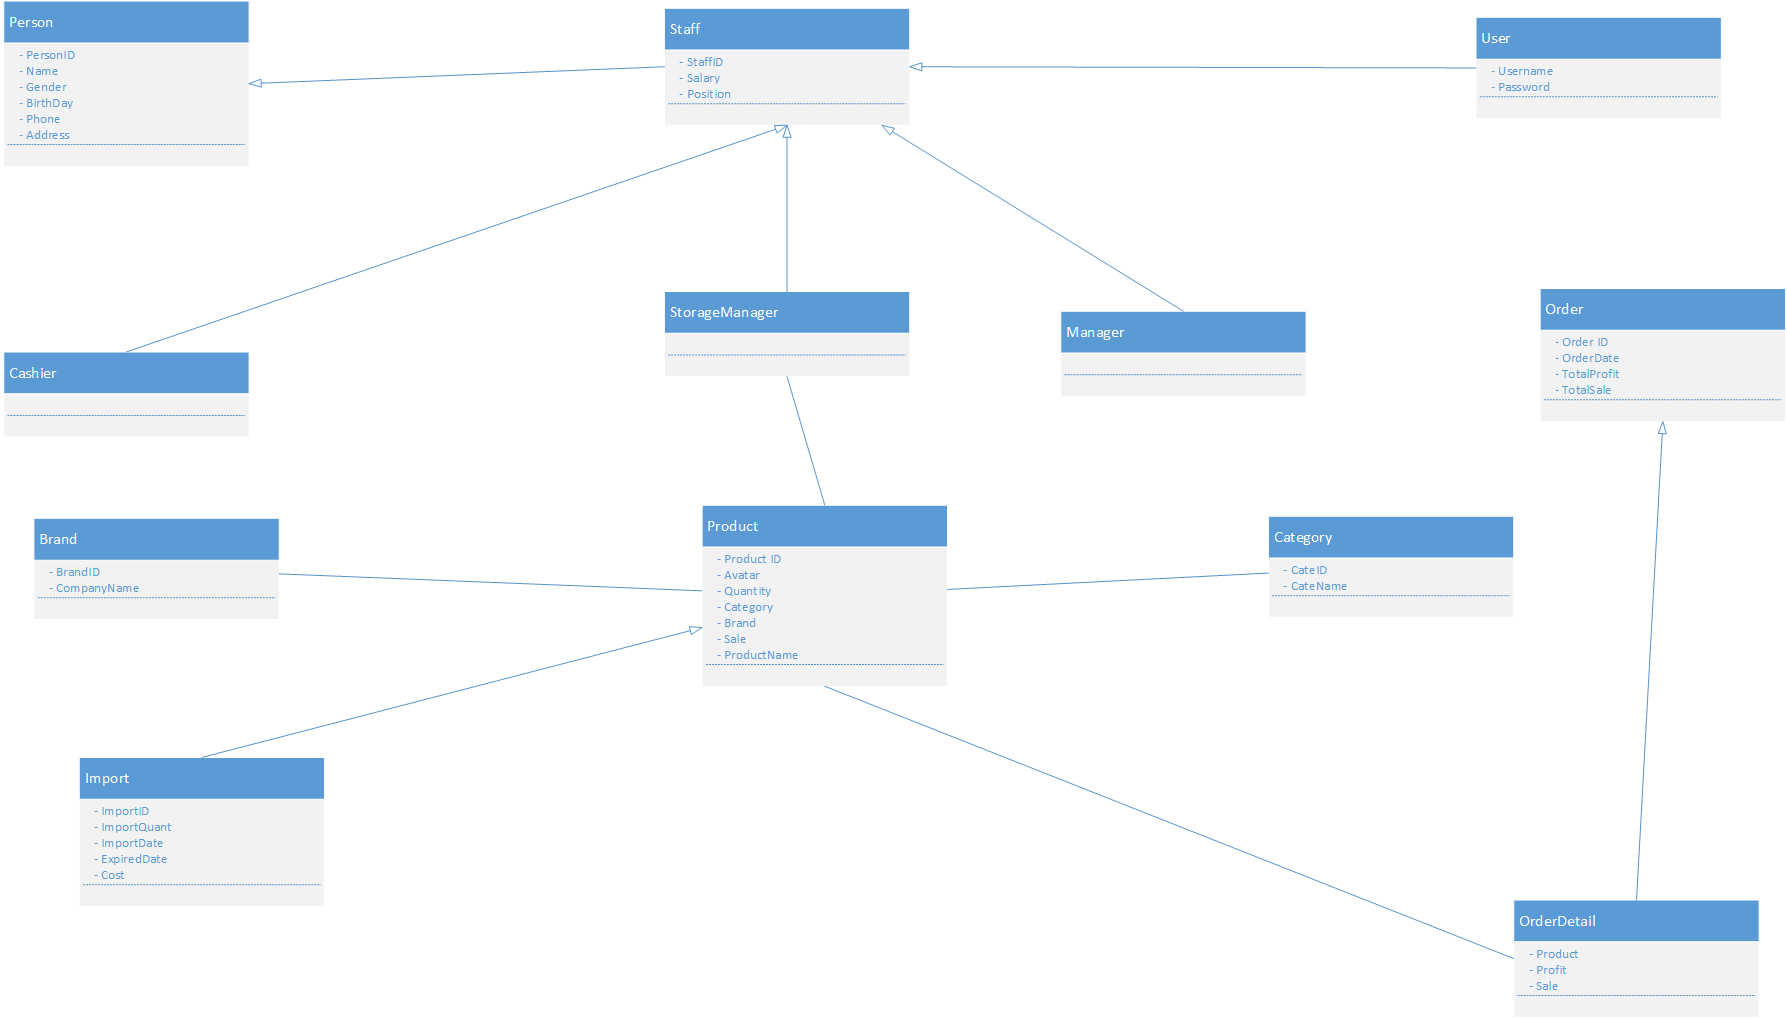 Person
- PersonID
- Name
- Gender
- BirthDay
- Phone
- Address
Staff
- StaffID
- Salary
- Position
User
- Username
- Password
Cashier
StorageManager
Manager
Order
- Order ID
- OrderDate
- TotalProfit
- TotalSale
Brand
- BrandID
- CompanyName
Product
- Product ID
- Avatar
- Quantity
- Category
- Brand
- Sale
- ProductName
Category
- CateID
- CateName
Import
- ImportID
- ImportQuant
- ImportDate
- ExpiredDate
- Cost
OrderDetail
- Product
- Profit
- Sale